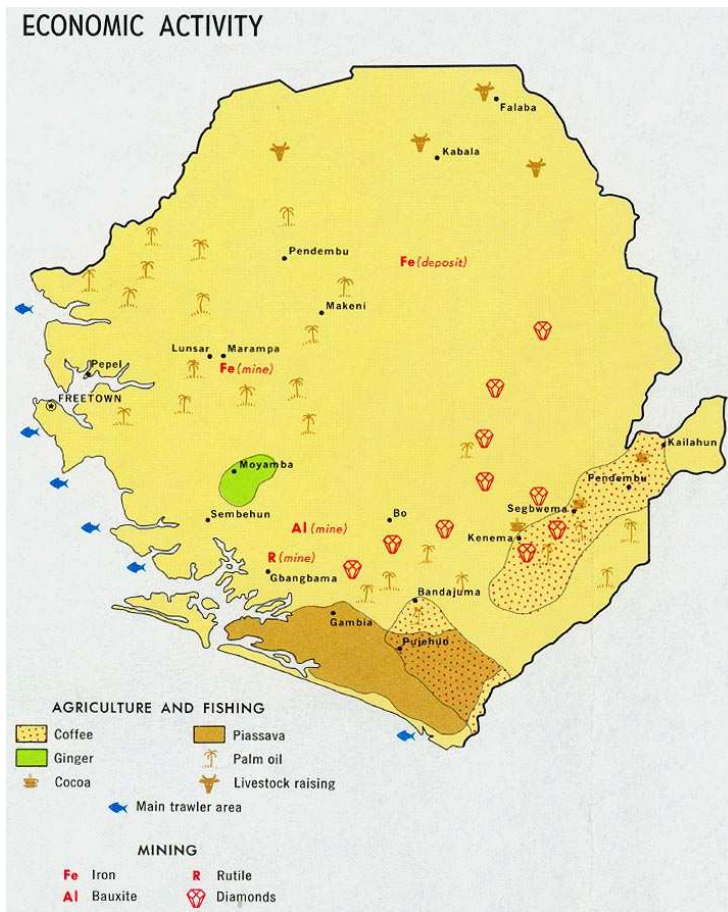 ECONOMIC ACTIVITY
Falaba
Kabala
Pendembu
Fe (deposit)
Makeni
Lunsar
Marampa
Fe (mine)
Pepel
FREETOWN
Kailahun
Moyamba
Pendembu
Segbwema
Sembehun
Al (mine)
Bo
Kenema
R (mine)
Gbangbama
Bandajuma
Gambia
Pujehun
AGRICULTURE AND FISHING
Coffee
Piassava
Ginger
Palm oil
Cocoa
Livestock raising
Main trawler area
MINING
Fe Iron
R Rutile
Al Bauxite
Diamonds